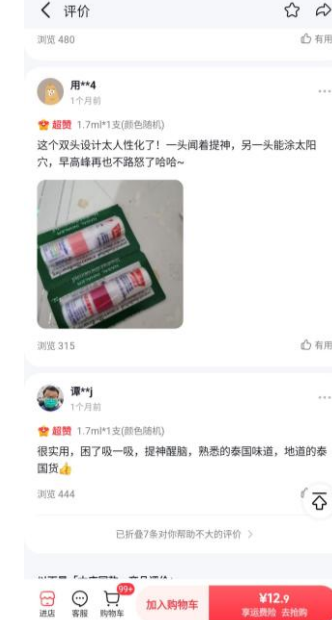 评价
浏览 480
有用
用**4
1个月前
超赞 1.7ml*1支(颜色随机)
这个双头设计太人性化了！一头闻着提神，另一头能涂太阳
穴，早高峰再也不路怒了哈哈~
浏览 315
有用
谭**j
1个月前
超赞 1.7ml*1支(颜色随机)
很实用，困了吸一吸，提神醒脑，熟悉的泰国味道，地道的泰
国货👍
浏览 444
已折叠7条对你帮助不大的评价 >
99+
进店
客服
购物车
加入购物车
¥12.9
享运费险 去抢购